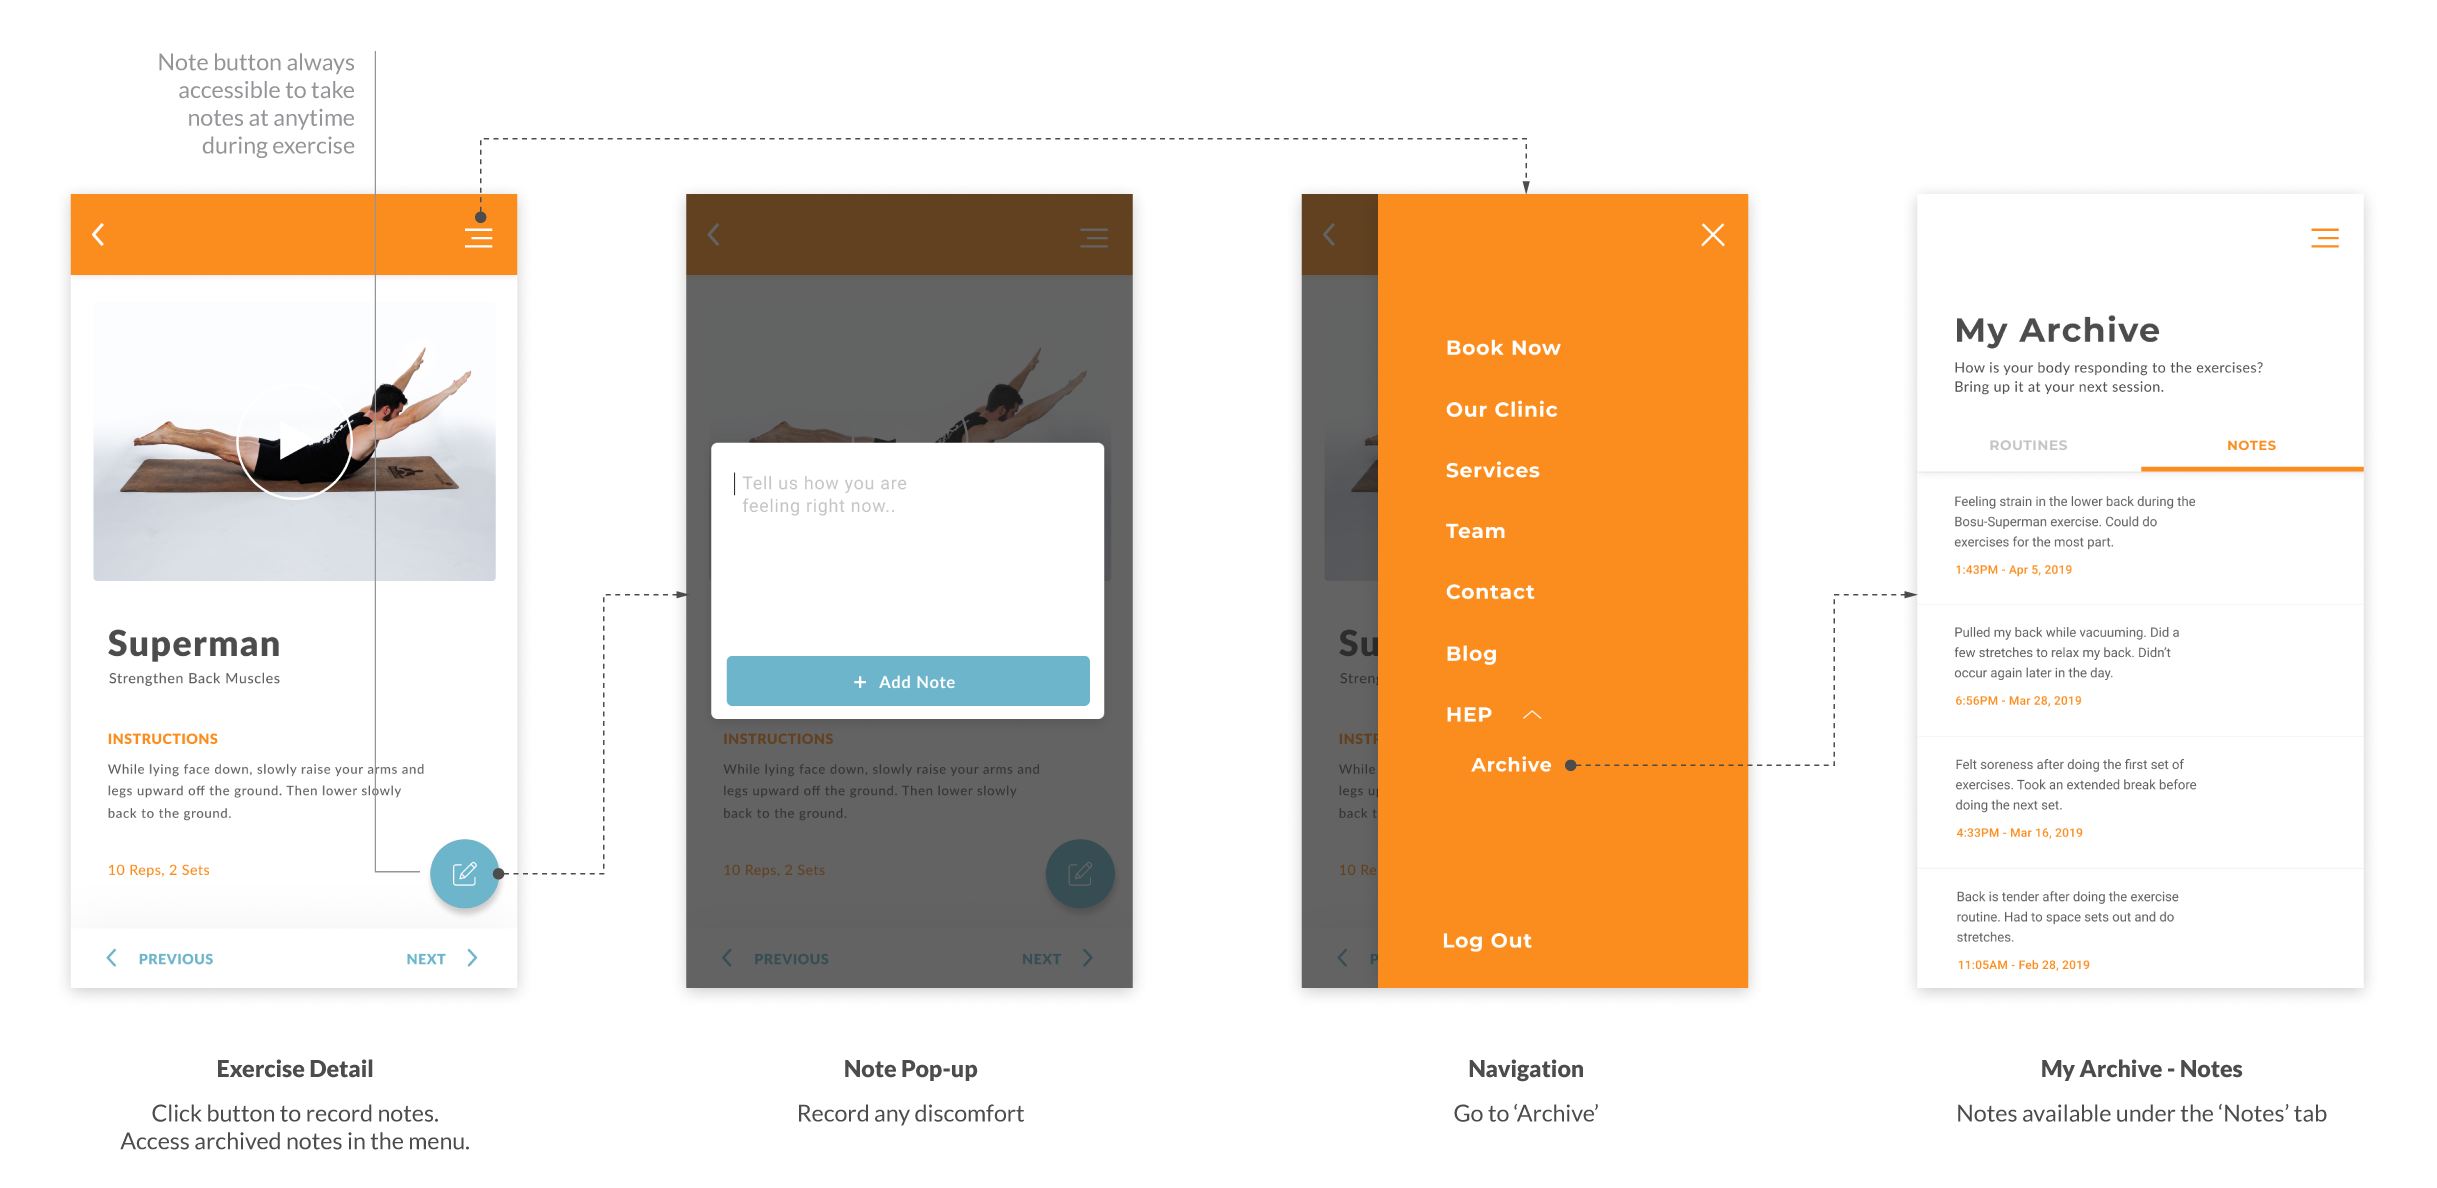 Note button always
accessible to take
notes at anytime
during exercise
Superman
Strengthen Back Muscles
INSTRUCTIONS
While lying face down, slowly raise your arms and
legs upward off the ground. Then lower slowly
back to the ground.
10 Reps, 2 Sets
PREVIOUS
NEXT
Exercise Detail
Click button to record notes.
Access archived notes in the menu.
Tell us how you are
feeling right now..
+ Add Note
INSTRUCTIONS
While lying face down, slowly raise your arms and
legs upward off the ground. Then lower slowly
back to the ground.
10 Reps, 2 Sets
PREVIOUS
NEXT
Note Pop-up
Record any discomfort
Su
Stren
INST
While
legs u
back t
10 Re
P
Book Now
Our Clinic
Services
Team
Contact
Blog
HEP
Archive
Log Out
Navigation
Go to ‘Archive’
My Archive
How is your body responding to the exercises?
Bring up it at your next session.
ROUTINES
NOTES
Feeling strain in the lower back during the
Bosu-Superman exercise. Could do
exercises for the most part.
1:43PM - Apr 5, 2019
Pulled my back while vacuuming. Did a
few stretches to relax my back. Didn't
occur again later in the day.
6:56PM - Mar 28, 2019
Felt soreness after doing the first set of
exercises. Took an extended break before
doing the next set.
4:33PM - Mar 16, 2019
Back is tender after doing the exercise
routine. Had to space sets out and do
stretches.
11:05AM - Feb 28, 2019
My Archive - Notes
Notes available under the ‘Notes’ tab